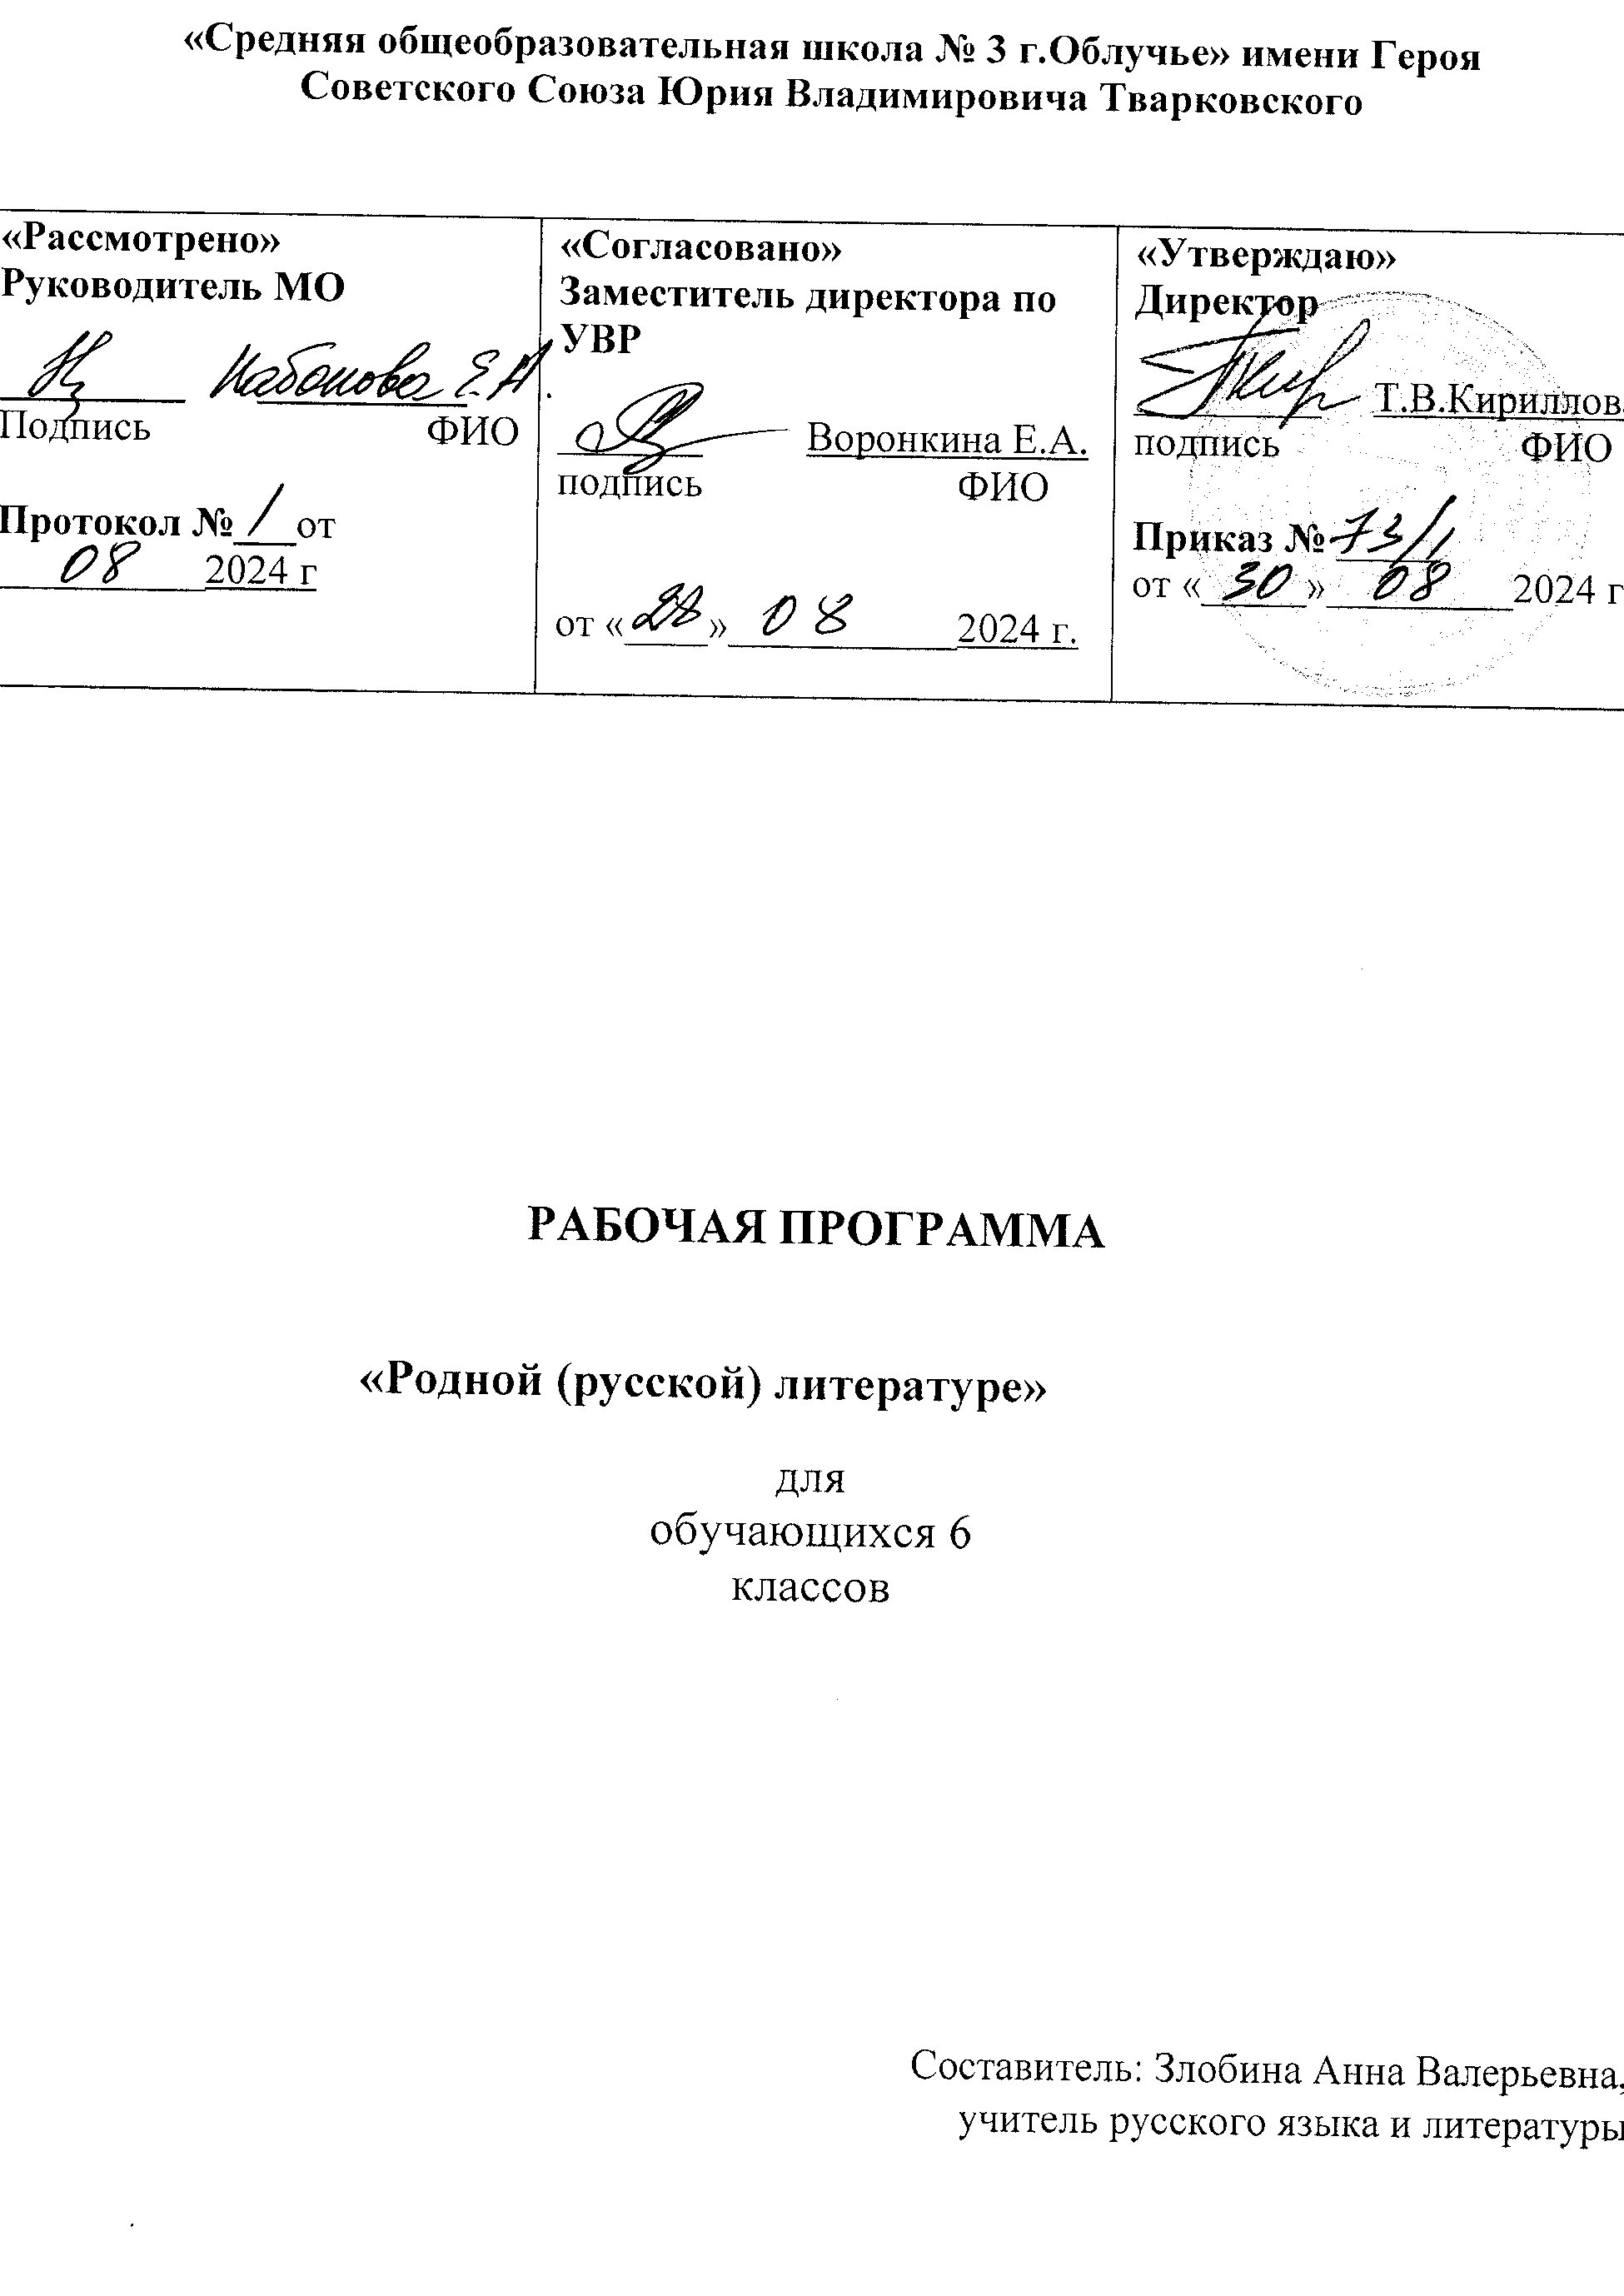 «Средняя общеобразовательная школа № 3 г.Облучье» имени Героя
Советского Союза Юрия Владимировича Тварковского
«Рассмотрено»
Руководитель МО
Набокова Е.А.
Подпись ФИО
Протокол № 1 от
08 2024 г
«Согласовано»
Заместитель директора по
УВР
Воронкина Е.А.
подпись ФИО
от «28» 08 2024 г.
«Утверждаю»
Директор
Т.В.Кириллов
подпись ФИО
Приказ № 73/1
от «30» 08 2024 г
РАБОЧАЯ ПРОГРАММА
«Родной (русской) литературе»
для
обучающихся 6
классов
Составитель: Злобина Анна Валерьевна,
учитель русского языка и литературы